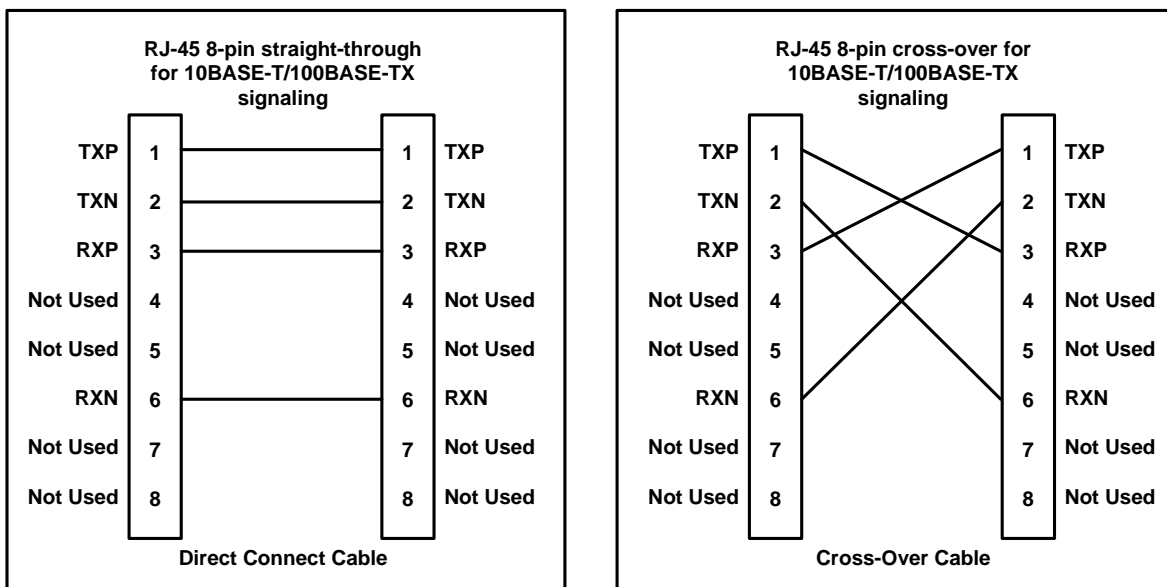 RJ-45 8-pin straight-through
for 10BASE-T/100BASE-TX
signaling
TXP 1 1 TXP
TXN 2 2 TXN
RXP 3 3 RXP
Not Used 4 4 Not Used
Not Used 5 5 Not Used
RXN 6 6 RXN
Not Used 7 7 Not Used
Not Used 8 8 Not Used
Direct Connect Cable
RJ-45 8-pin cross-over for
10BASE-T/100BASE-TX
signaling
TXP 1 1 TXP
TXN 2 2 TXN
RXP 3 3 RXP
Not Used 4 4 Not Used
Not Used 5 5 Not Used
RXN 6 6 RXN
Not Used 7 7 Not Used
Not Used 8 8 Not Used
Cross-Over Cable